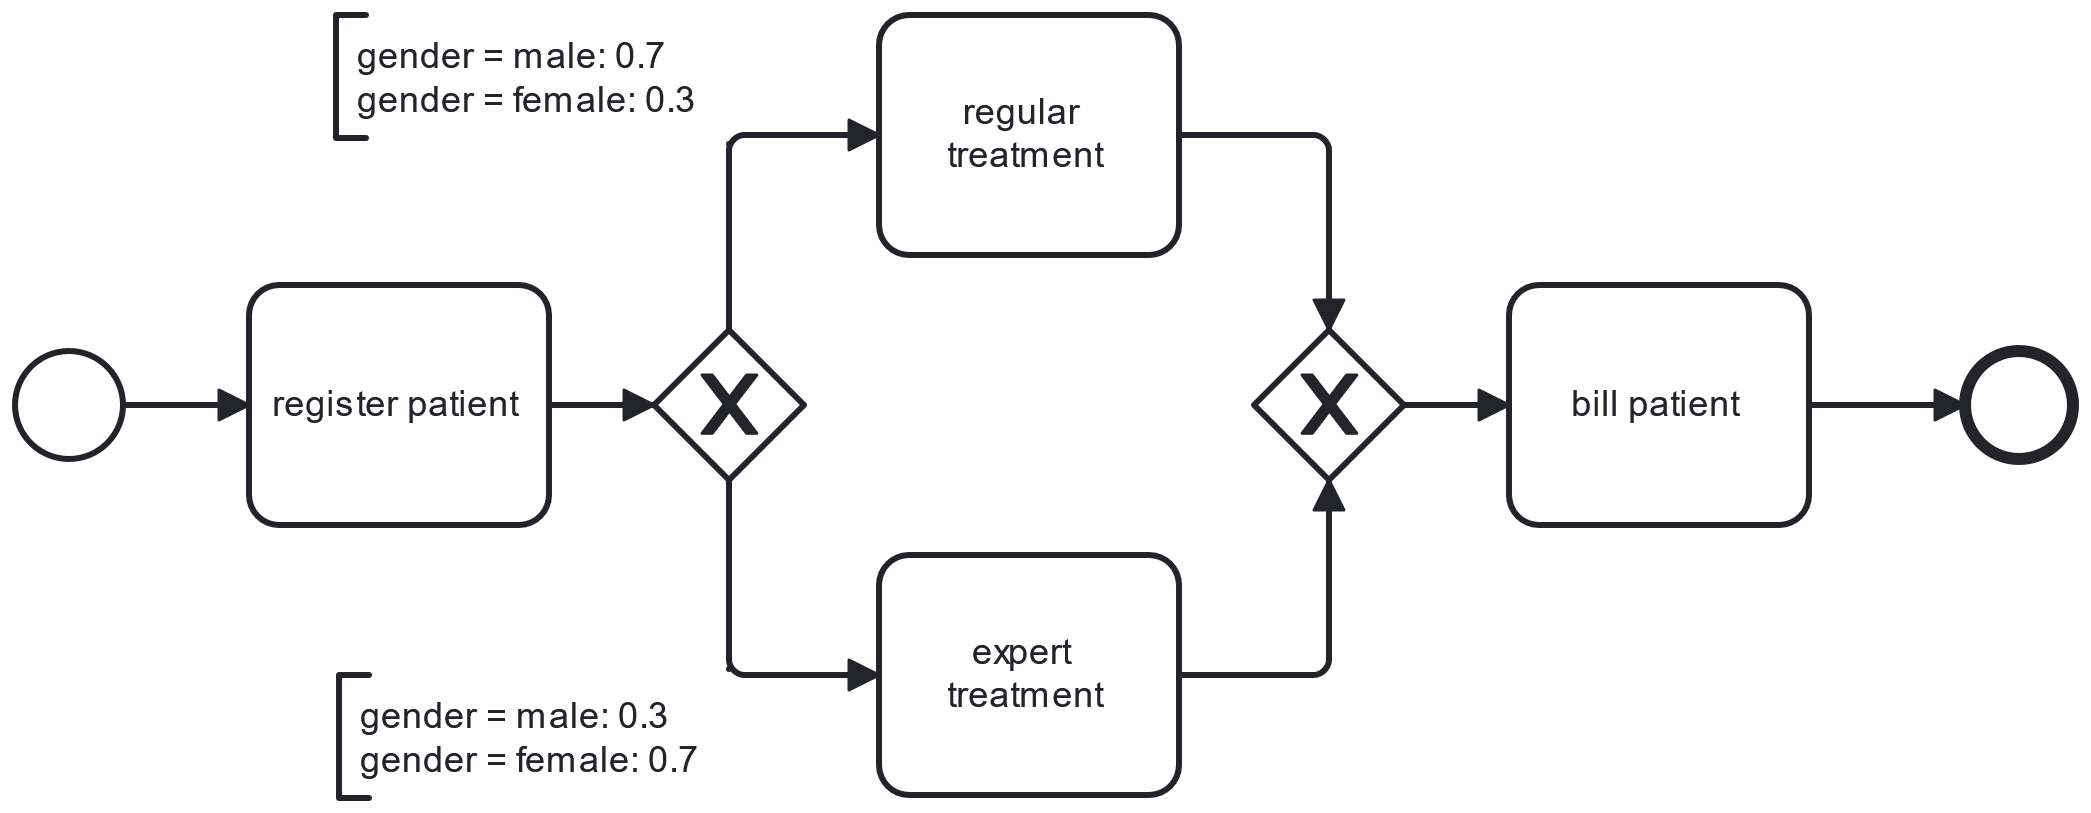 gender = male: 0.7
gender = female: 0.3
regular
treatment
register patient
X
X
bill patient
expert
treatment
gender = male: 0.3
gender = female: 0.7